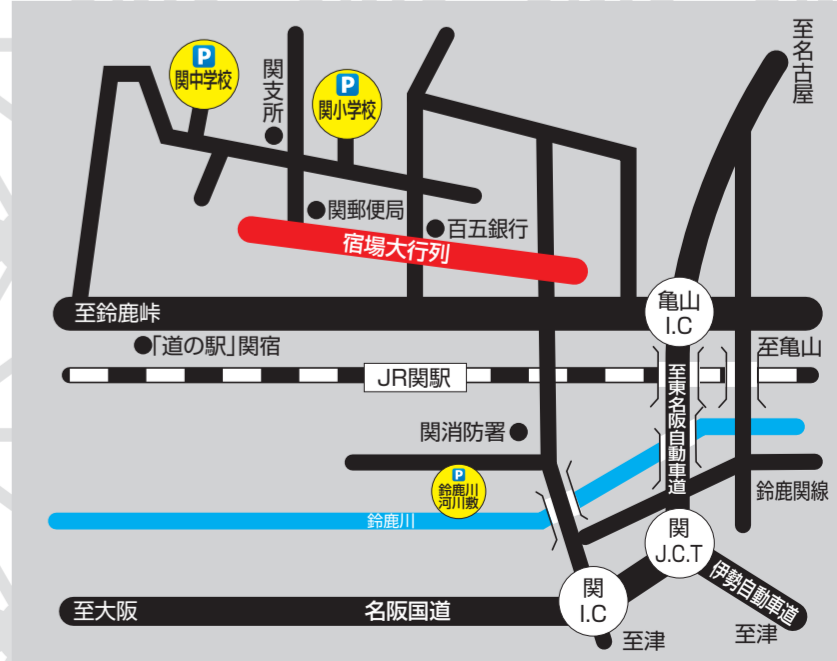 至名古屋
P
関中学校
関支所
P
関小学校
関郵便局
百五銀行
宿場大行列
至鈴鹿峠
亀山
I.C
「道の駅」関宿
至亀山
JR関駅
至東名阪自動車道
関消防署
P
鈴鹿川
河川敷
鈴鹿関線
鈴鹿川
関
J.C.T
伊勢自動車道
関
I.C
至大阪
名阪国道
至津
至津